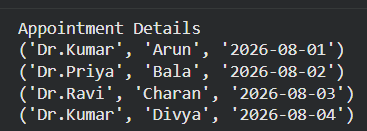 Appointment Details
('Dr.Kumar', 'Arun', '2026-08-01')
('Dr.Priya', 'Bala', '2026-08-02')
('Dr.Ravi', 'Charan', '2026-08-03')
('Dr.Kumar', 'Divya', '2026-08-04')